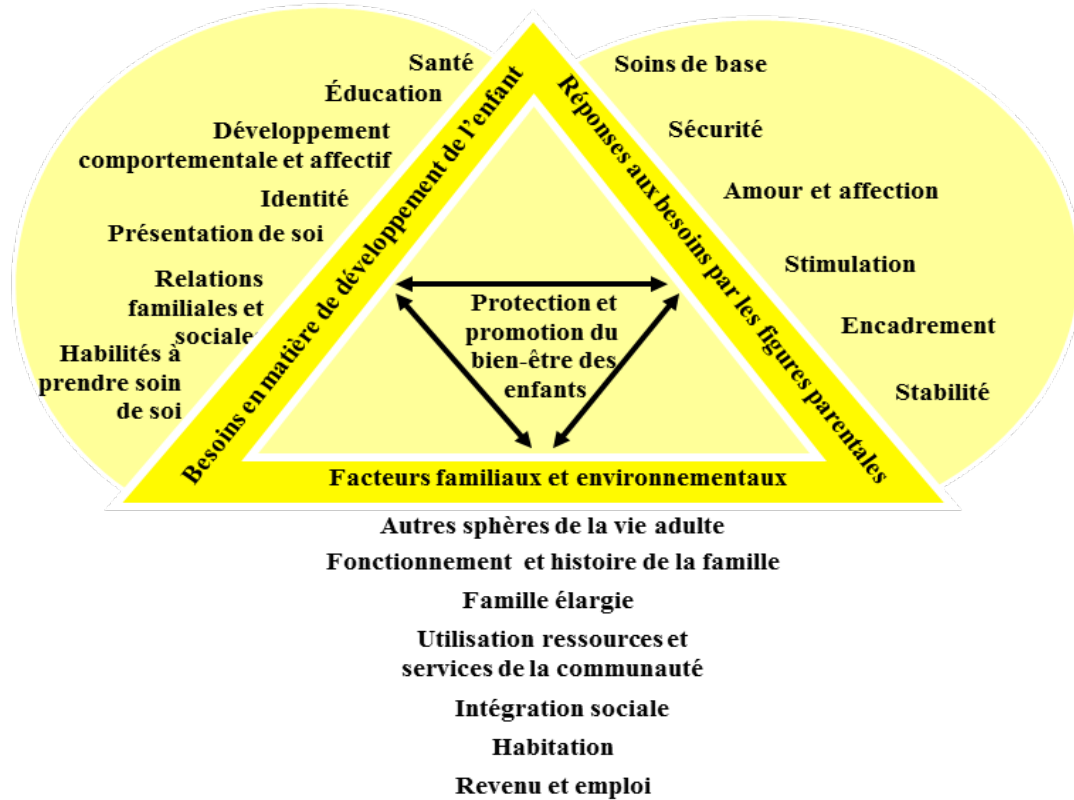 Santé
Éducation
Développement
comportementale et affectif
Identité
Présentation de soi
Relations
familiales et
sociales
Habilités à
prendre soin
de soi
Besoins en matière de développement de l'enfant
Réponses aux besoins par les figures parentales
Soins de base
Sécurité
Amour et affection
Stimulation
Encadrement
Stabilité
Protection et
promotion du
bien-être des
enfants
Facteurs familiaux et environnementaux
Autres sphères de la vie adulte
Fonctionnement et histoire de la famille
Famille élargie
Utilisation ressources et
services de la communauté
Intégration sociale
Habitation
Revenu et emploi